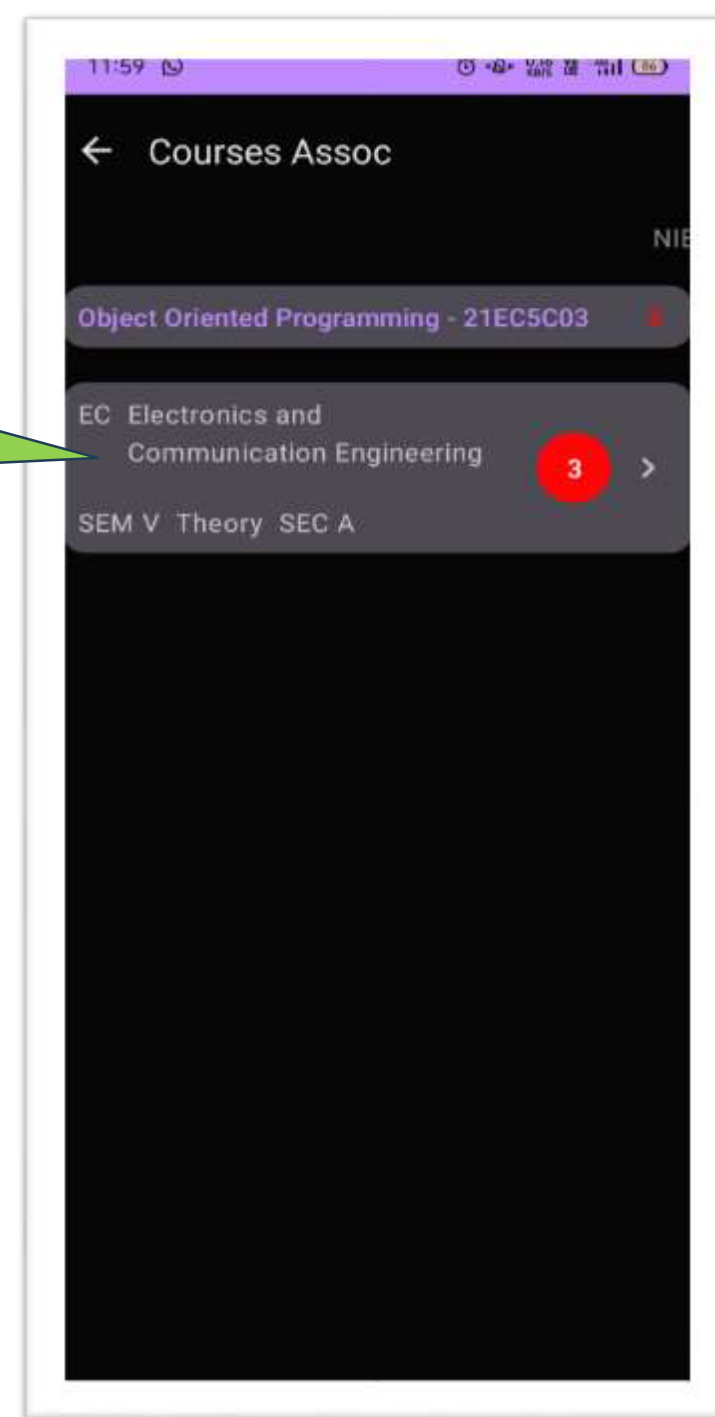 11:59
Courses Assoc
NIE
Object Oriented Programming - 21EC5C03
EC Electronics and
Communication Engineering
3
SEM V Theory SEC A